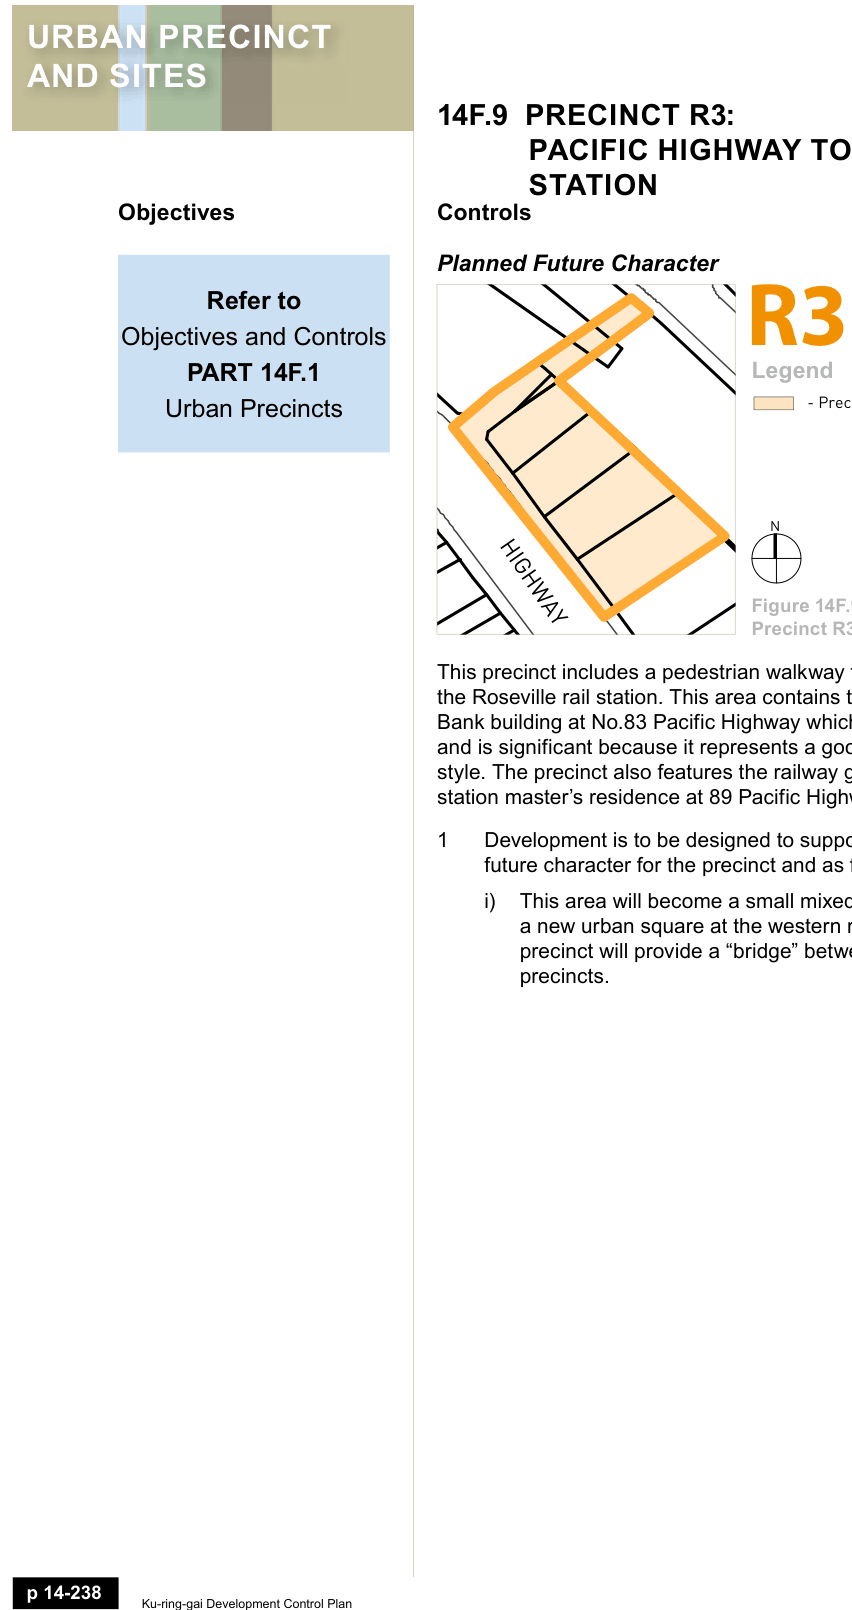 URBAN PRECINCT
AND SITES
14F.9 PRECINCT R3:
PACIFIC HIGHWAY TO
STATION
Objectives
Controls
Refer to
Objectives and Controls
PART 14F.1
Urban Precincts
Planned Future Character
HIGHWAY
R3
Legend
- Prec
N
Figure 14F.9
Precinct R3
This precinct includes a pedestrian walkway
the Roseville rail station. This area contains
Bank building at No.83 Pacific Highway which
and is significant because it represents a
style. The precinct also features the railway
station master’s residence at 89 Pacific
1 Development is to be designed to
future character for the precinct and as
i) This area will become a small mixed
a new urban square at the western
precinct will provide a “bridge”
precincts.
p 14-238
Ku-ring-gai Development Control Plan